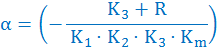 α = (− (K₃ + R) / (K₁ · K₂ · K₃ · Kₘ))